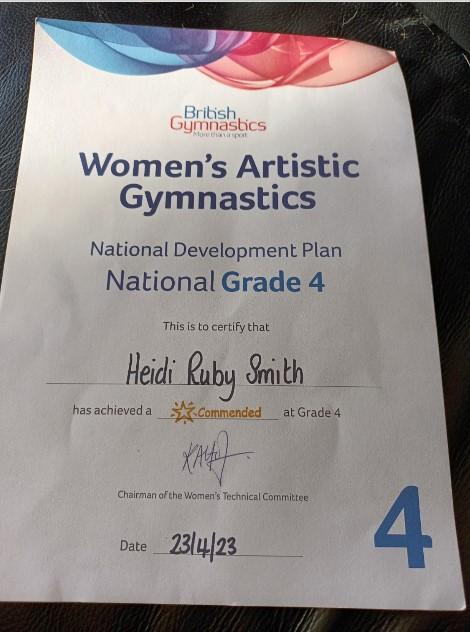 British
Gymnastics
More than a sport
Women's Artistic
Gymnastics
National Development Plan
National Grade 4
This is to certify that
Heidi Ruby Smith
has achieved a Commended at Grade 4
Chairman of the Women's Technical Committee
4
Date 23/4/23